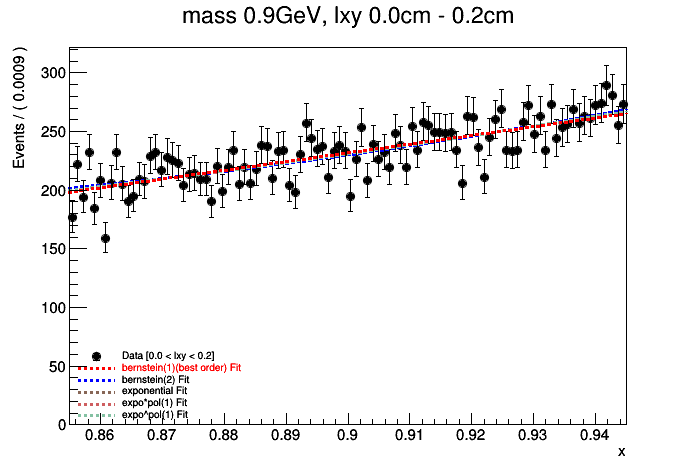 mass 0.9GeV, lxy 0.0cm - 0.2cm
Events / ( 0.0009 )
300
250
200
150
100
50
0
Data [0.0 < lxy < 0.2]
bernstein(1)(best order) Fit
bernstein(2) Fit
exponential Fit
expo*pol(1) Fit
expo^pol(1) Fit
0.86 0.87 0.88 0.89 0.9 0.91 0.92 0.93 0.94
x